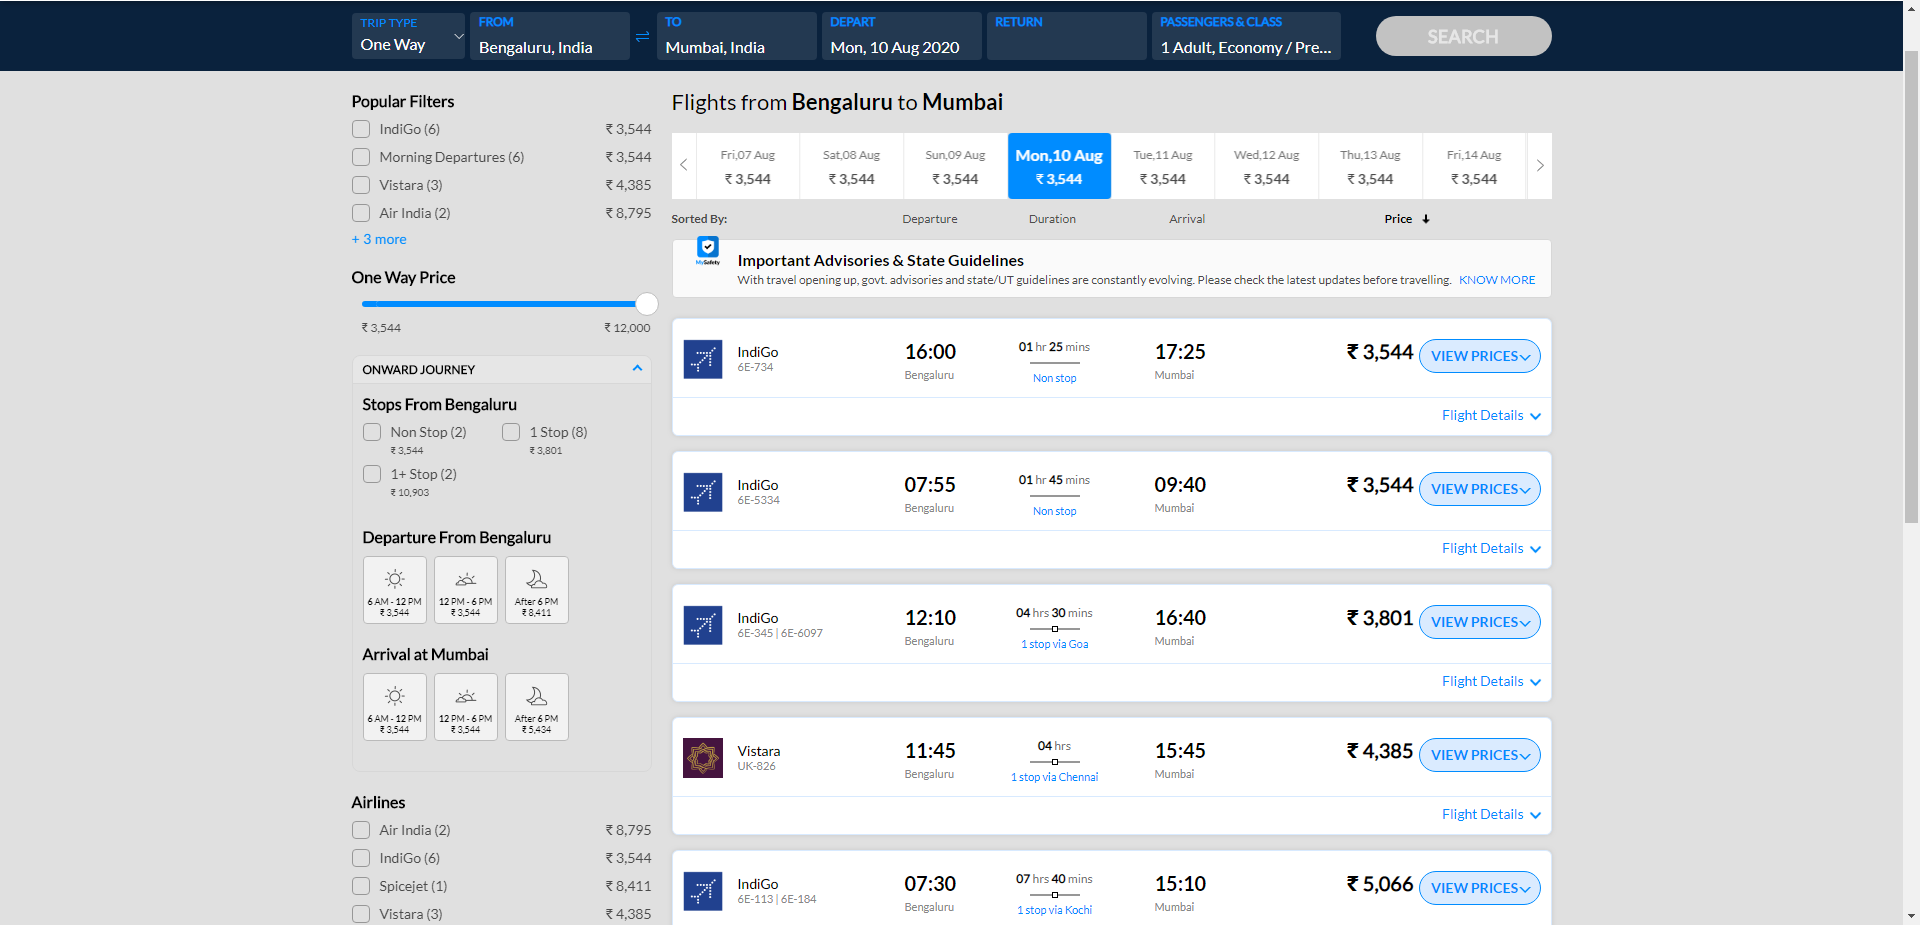 TRIP TYPE
One Way
FROM
Bengaluru, India
TO
Mumbai, India
DEPART
Mon, 10 Aug 2020
RETURN
PASSENGERS & CLASS
1 Adult, Economy / Pre...
SEARCH
Popular Filters
IndiGo (6) ₹ 3,544
Morning Departures (6) ₹ 3,544
Vistara (3) ₹ 4,385
Air India (2) ₹ 8,795
+ 3 more
One Way Price
₹ 3,544 ₹ 12,000
ONWARD JOURNEY
Stops From Bengaluru
Non Stop (2) 1 Stop (8)
₹ 3,544 ₹ 3,801
1+ Stop (2)
₹ 10,903
Departure From Bengaluru
6 AM - 12 PM 12 PM - 6 PM After 6 PM
₹ 3,544 ₹ 3,544 ₹ 8,411
Arrival at Mumbai
6 AM - 12 PM 12 PM - 6 PM After 6 PM
₹ 3,544 ₹ 3,544 ₹ 5,434
Airlines
Air India (2) ₹ 8,795
IndiGo (6) ₹ 3,544
Spicejet (1) ₹ 8,411
Vistara (3) ₹ 4,385
Flights from Bengaluru to Mumbai
Fri,07 Aug Sat,08 Aug Sun,09 Aug Mon,10 Aug Tue,11 Aug Wed,12 Aug Thu,13 Aug Fri,14 Aug
₹ 3,544 ₹ 3,544 ₹ 3,544 ₹ 3,544 ₹ 3,544 ₹ 3,544 ₹ 3,544 ₹ 3,544
Sorted By: Departure Duration Arrival Price
MySafety
Important Advisories & State Guidelines
With travel opening up, govt. advisories and state/UT guidelines are constantly evolving. Please check the latest updates before travelling. KNOW MORE
IndiGo 16:00 01 hr 25 mins 17:25 ₹ 3,544 VIEW PRICES
6E-734 Bengaluru Non stop Mumbai
Flight Details
IndiGo 07:55 01 hr 45 mins 09:40 ₹ 3,544 VIEW PRICES
6E-5334 Bengaluru Non stop Mumbai
Flight Details
IndiGo 12:10 04 hrs 30 mins 16:40 ₹ 3,801 VIEW PRICES
6E-345 | 6E-6097 Bengaluru 1 stop via Goa Mumbai
Flight Details
Vistara 11:45 04 hrs 15:45 ₹ 4,385 VIEW PRICES
UK-826 Bengaluru 1 stop via Chennai Mumbai
Flight Details
IndiGo 07:30 07 hrs 40 mins 15:10 ₹ 5,066 VIEW PRICES
6E-113 | 6E-184 Bengaluru 1 stop via Kochi Mumbai